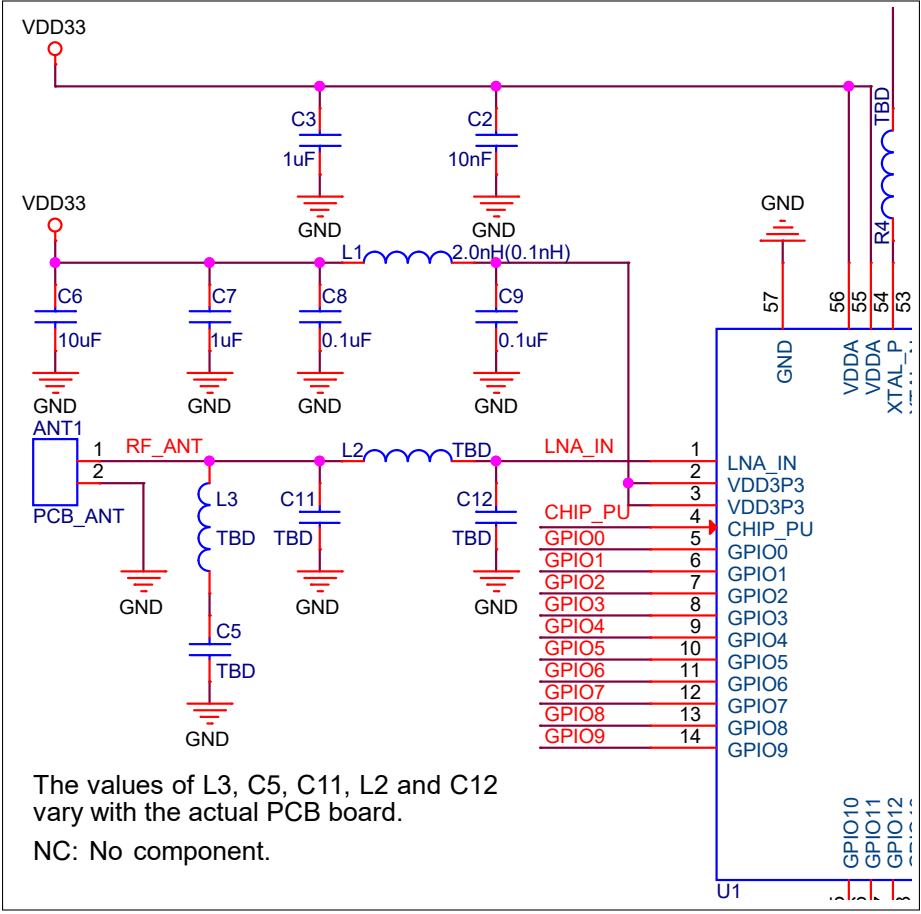 VDD33
C3
1uF
GND
C2
10nF
GND
TBD
R4
VDD33
L1
2.0nH(0.1nH)
GND
C6
10uF
GND
C7
1uF
GND
C8
0.1uF
GND
C9
0.1uF
GND
57
56
55
54
53
GND
VDDA
VDDA
XTAL_P
ANT1
1
2
PCB_ANT
RF_ANT
GND
L3
TBD
C5
TBD
GND
C11
TBD
GND
L2
TBD
C12
TBD
GND
LNA_IN
1
LNA_IN
2
VDD3P3
3
VDD3P3
CHIP_PU
4
CHIP_PU
GPIO0
5
GPIO0
GPIO1
6
GPIO1
GPIO2
7
GPIO2
GPIO3
8
GPIO3
GPIO4
9
GPIO4
GPIO5
10
GPIO5
GPIO6
11
GPIO6
GPIO7
12
GPIO7
GPIO8
13
GPIO8
GPIO9
14
GPIO9
GPIO10
GPIO11
GPIO12
U1
The values of L3, C5, C11, L2 and C12
vary with the actual PCB board.
NC: No component.